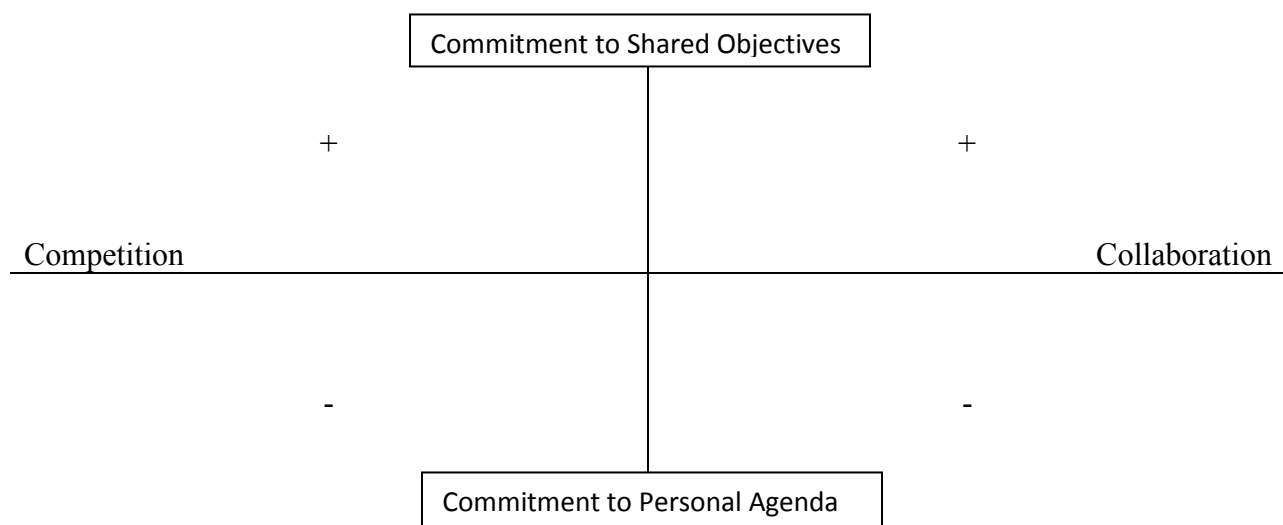 Commitment to Shared Objectives
+ +
Competition Collaboration
- -
Commitment to Personal Agenda